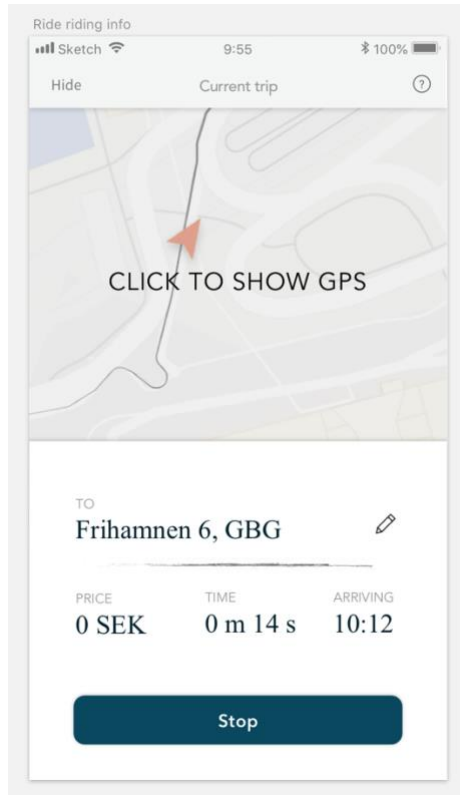 Ride riding info
Sketch 9:55 100%
Hide Current trip ?
CLICK TO SHOW GPS
TO
Frihamnen 6, GBG
PRICE TIME ARRIVING
0 SEK 0 m 14 s 10:12
Stop